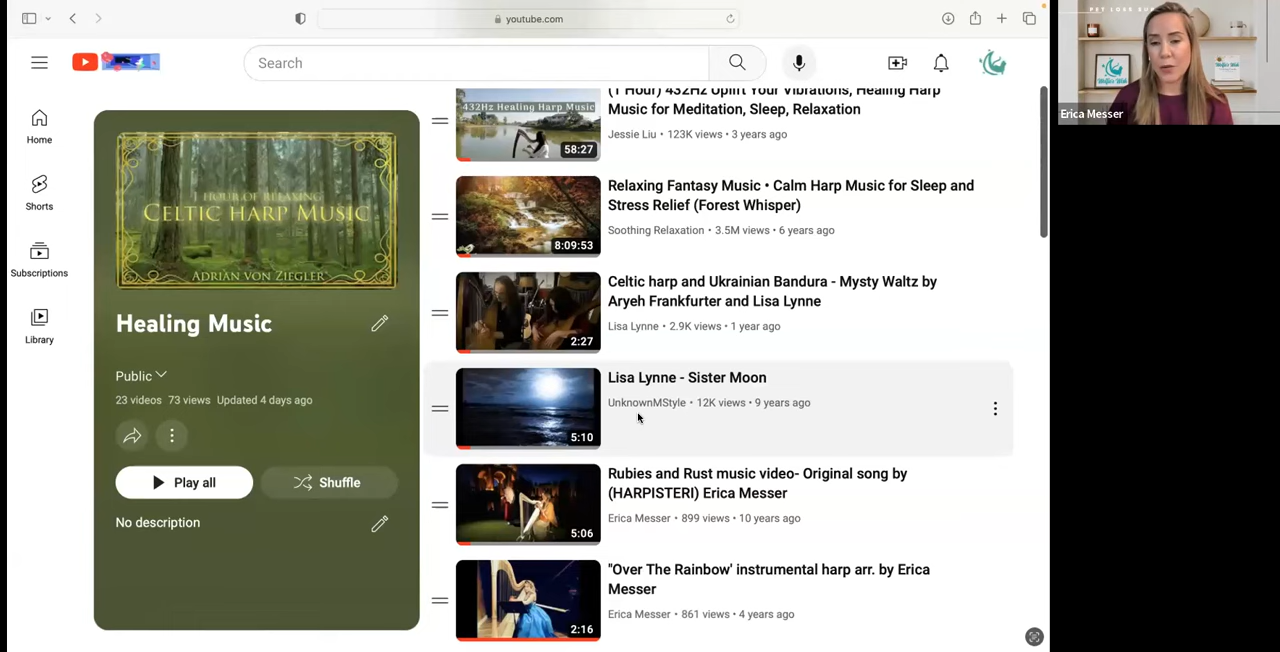 youtube.com
PET LOSS SU
Search
Home
Shorts
Subscriptions
Library
1 HOUR OF RELAXING
CELTIC HARP MUSIC
ADRIAN VON ZIEGLER
Healing Music
Public
23 videos 73 views Updated 4 days ago
Play all
Shuffle
No description
432Hz Healing Harp Music
58:27
(1 Hour) 432Hz Uplift Your Vibrations, Healing Harp
Music for Meditation, Sleep, Relaxation
Jessie Liu • 123K views • 3 years ago
8:09:53
Relaxing Fantasy Music • Calm Harp Music for Sleep and
Stress Relief (Forest Whisper)
Soothing Relaxation • 3.5M views • 6 years ago
2:27
Celtic harp and Ukrainian Bandura - Mysty Waltz by
Aryeh Frankfurter and Lisa Lynne
Lisa Lynne • 2.9K views • 1 year ago
5:10
Lisa Lynne - Sister Moon
UnknownMStyle • 12K views • 9 years ago
5:06
Rubies and Rust music video- Original song by
(HARPISTERI) Erica Messer
Erica Messer • 899 views • 10 years ago
2:16
"Over The Rainbow' instrumental harp arr. by Erica
Messer
Erica Messer • 861 views • 4 years ago
Erica Messer